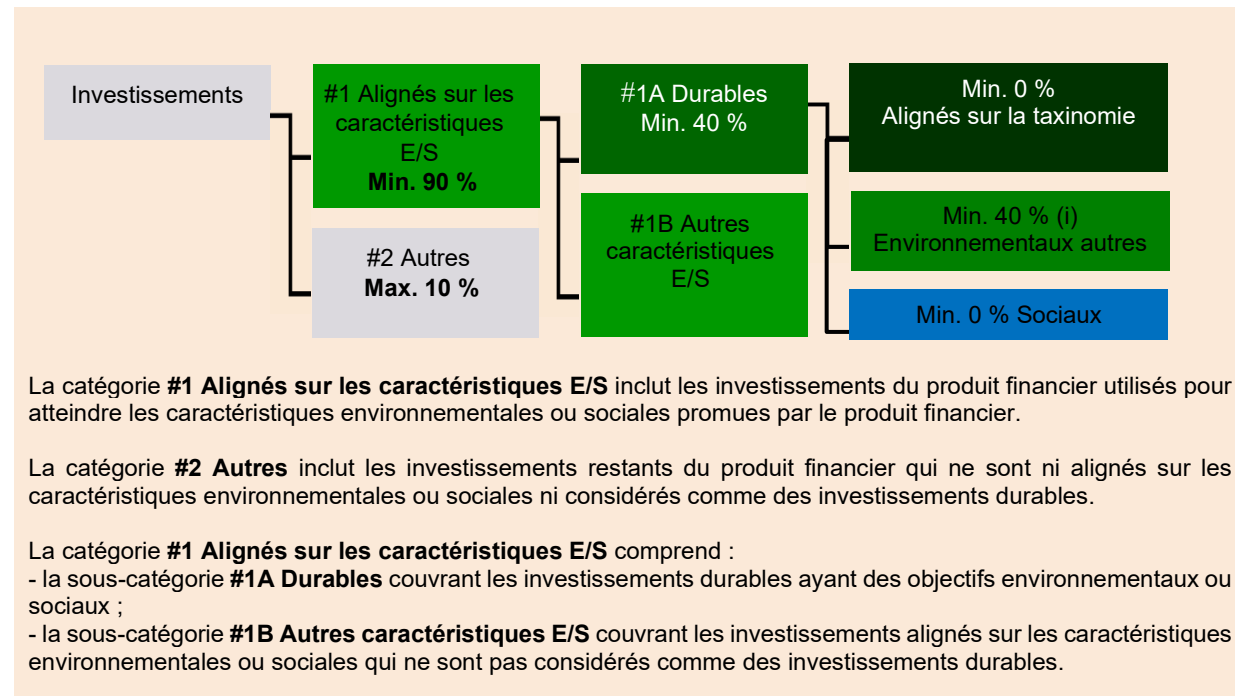 Investissements
#1 Alignés sur les
caractéristiques
E/S
Min. 90 %
#2 Autres
Max. 10 %
#1A Durables
Min. 40 %
#1B Autres
caractéristiques
E/S
Min. 0 %
Alignés sur la taxinomie
Min. 40 % (i)
Environnementaux autres
Min. 0 % Sociaux
La catégorie #1 Alignés sur les caractéristiques E/S inclut les investissements du produit financier utilisés pour
atteindre les caractéristiques environnementales ou sociales promues par le produit financier.
La catégorie #2 Autres inclut les investissements restants du produit financier qui ne sont ni alignés sur les
caractéristiques environnementales ou sociales ni considérés comme des investissements durables.
La catégorie #1 Alignés sur les caractéristiques E/S comprend :
- la sous-catégorie #1A Durables couvrant les investissements durables ayant des objectifs environnementaux ou
sociaux ;
- la sous-catégorie #1B Autres caractéristiques E/S couvrant les investissements alignés sur les caractéristiques
environnementales ou sociales qui ne sont pas considérés comme des investissements durables.